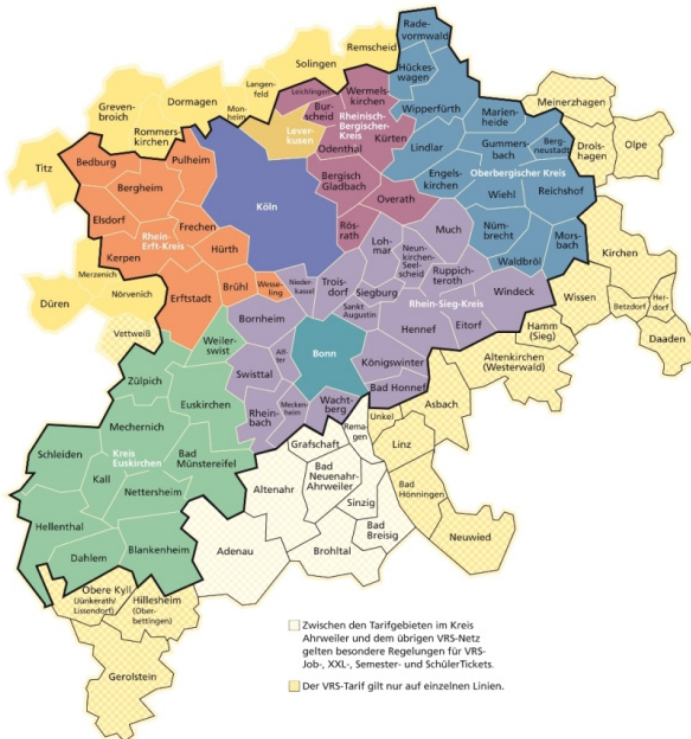 Rade-
vormwald
Remscheid
Solingen
Hückes-
wagen
Langen-
feld
Leichlingen
Wermels-
kirchen
Meinerzhagen
Greven-
broich
Dormagen
Mon-
heim
Bur-
scheid
Rheinisch-
Bergischer-
Kreis
Wipperfürth
Marien-
heide
Rommers-
kirchen
Lever-
kusen
Kürten
Gummers-
bach
Berg-
neustadt
Drols-
hagen
Olpe
Odenthal
Lindlar
Titz
Bedburg
Pulheim
Bergisch
Gladbach
Engels-
kirchen
Oberbergischer Kreis
Bergheim
Wiehl
Reichshof
Köln
Overath
Elsdorf
Frechen
Rös-
rath
Much
Nüm-
brecht
Mors-
bach
Rhein-
Erft-Kreis
Hürth
Loh-
mar
Neun-
kirchen-
Seel-
scheid
Waldbröl
Kirchen
Kerpen
Ruppich-
teroth
Merzenich
Brühl
Wesse-
ling
Nieder-
kassel
Trois-
dorf
Siegburg
Windeck
Wissen
Düren
Nörvenich
Erftstadt
Rhein-Sieg-Kreis
Betzdorf
Her-
dorf
Sankt
Augustin
Bornheim
Hennef
Eitorf
Hamm
(Sieg)
Daaden
Vettweiß
Weiler-
swist
Bonn
Altenkirchen
(Westerwald)
Alf-
ter
Königswinter
Zülpich
Swisttal
Bad Honnef
Euskirchen
Mecken-
heim
Wacht-
berg
Asbach
Rhein-
bach
Unkel
Mechernich
Rema-
gen
Linz
Grafschaft
Schleiden
Kreis
Euskirchen
Bad
Münstereifel
Bad
Neuenahr-
Ahrweiler
Kall
Altenahr
Bad
Hönningen
Nettersheim
Sinzig
Hellenthal
Bad
Breisig
Neuwied
Dahlem
Blankenheim
Adenau
Brohltal
Obere Kyll
(Jünkerath/
Lissendorf)
Hillesheim
(Ober-
bettingen)
Gerolstein
Zwischen den Tarifgebieten im Kreis
Ahrweiler und dem übrigen VRS-Netz
gelten besondere Regelungen für VRS-
Job-, XXL-, Semester- und SchülerTickets.
Der VRS-Tarif gilt nur auf einzelnen Linien.